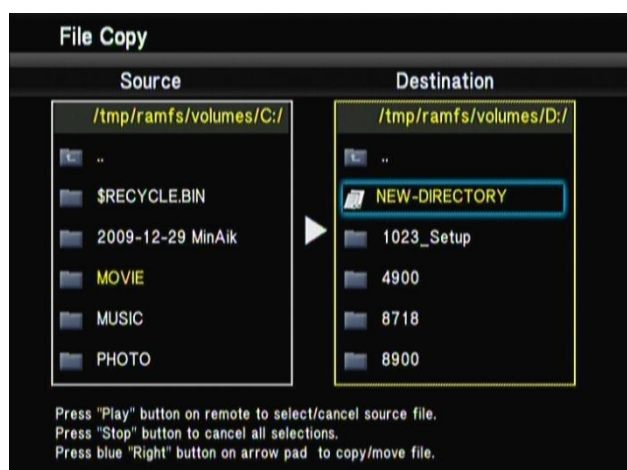 File Copy
Source
Destination
/tmp/ramfs/volumes/C:/
..
$RECYCLE.BIN
2009-12-29 MinAik
MOVIE
MUSIC
PHOTO
/tmp/ramfs/volumes/D:/
..
NEW-DIRECTORY
1023_Setup
4900
8718
8900
Press "Play" button on remote to select/cancel source file.
Press "Stop" button to cancel all selections.
Press blue "Right" button on arrow pad  to copy/move file.